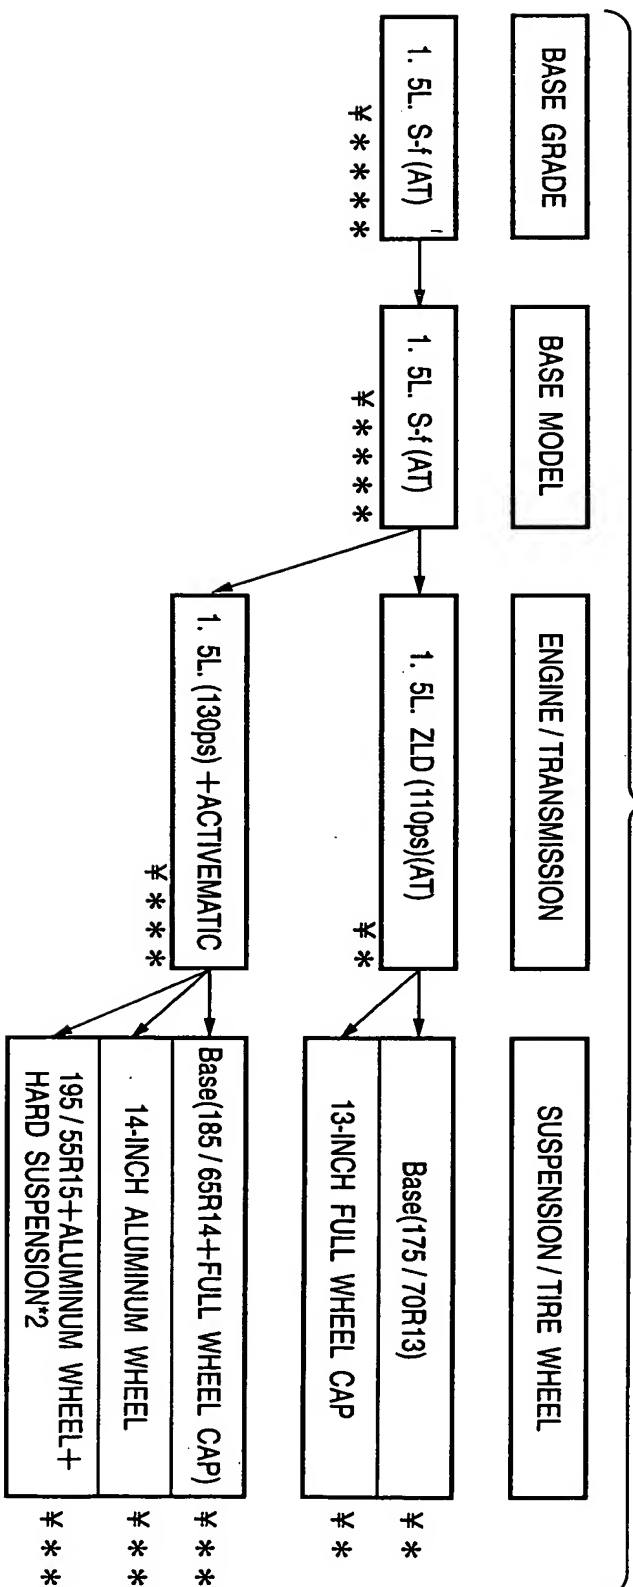 BASE GRADE
1. 5L. S-f (AT)
¥*****
BASE MODEL
1. 5L. S-f (AT)
¥*****
ENGINE / TRANSMISSION
1. 5L. ZLD (110ps)(AT)
¥**
1. 5L. (130ps) +ACTIVEMATIC
¥***
SUSPENSION / TIRE WHEEL
Base(175 / 70R13)
¥**
13-INCH FULL WHEEL CAP
¥**
Base(185 / 65R14+FULL WHEEL CAP)
¥***
14-INCH ALUMINUM WHEEL
¥***
195 / 55R15+ALUMINUM WHEEL+
HARD SUSPENSION*2
¥***